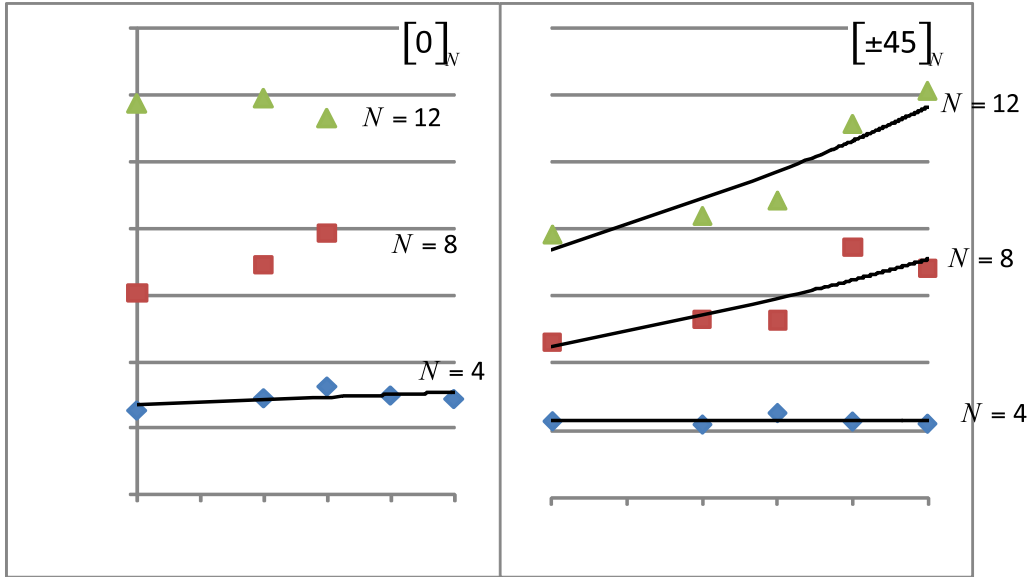 [0]N
N = 12
N = 8
N = 4
[±45]N
N = 12
N = 8
N = 4